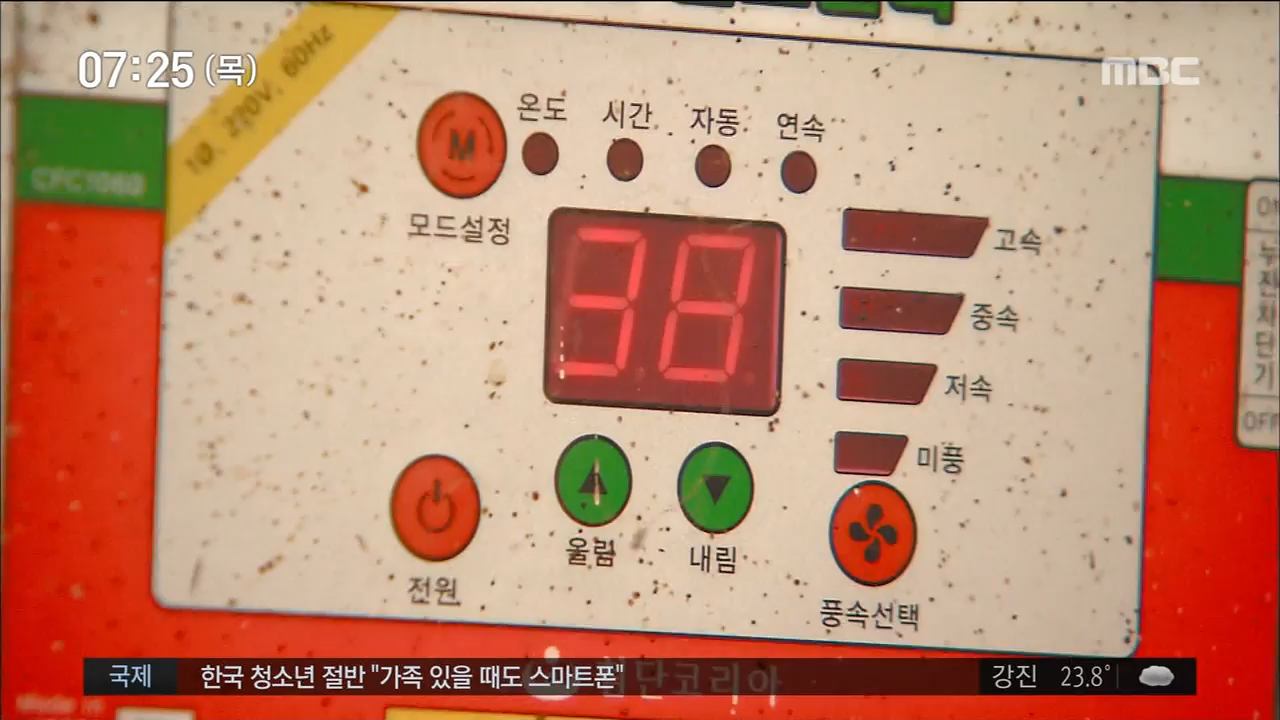 07:25 (목)
MBC
1Ø, 220V, 60Hz
CFC1060
M
온도 시간 자동 연속
모드설정
38
고속
중속
저속
미풍
전원
울림
내림
풍속선택
누전차단기
OFF
국제 한국 청소년 절반 "가족 있을 때도 스마트폰" 강진 23.8°